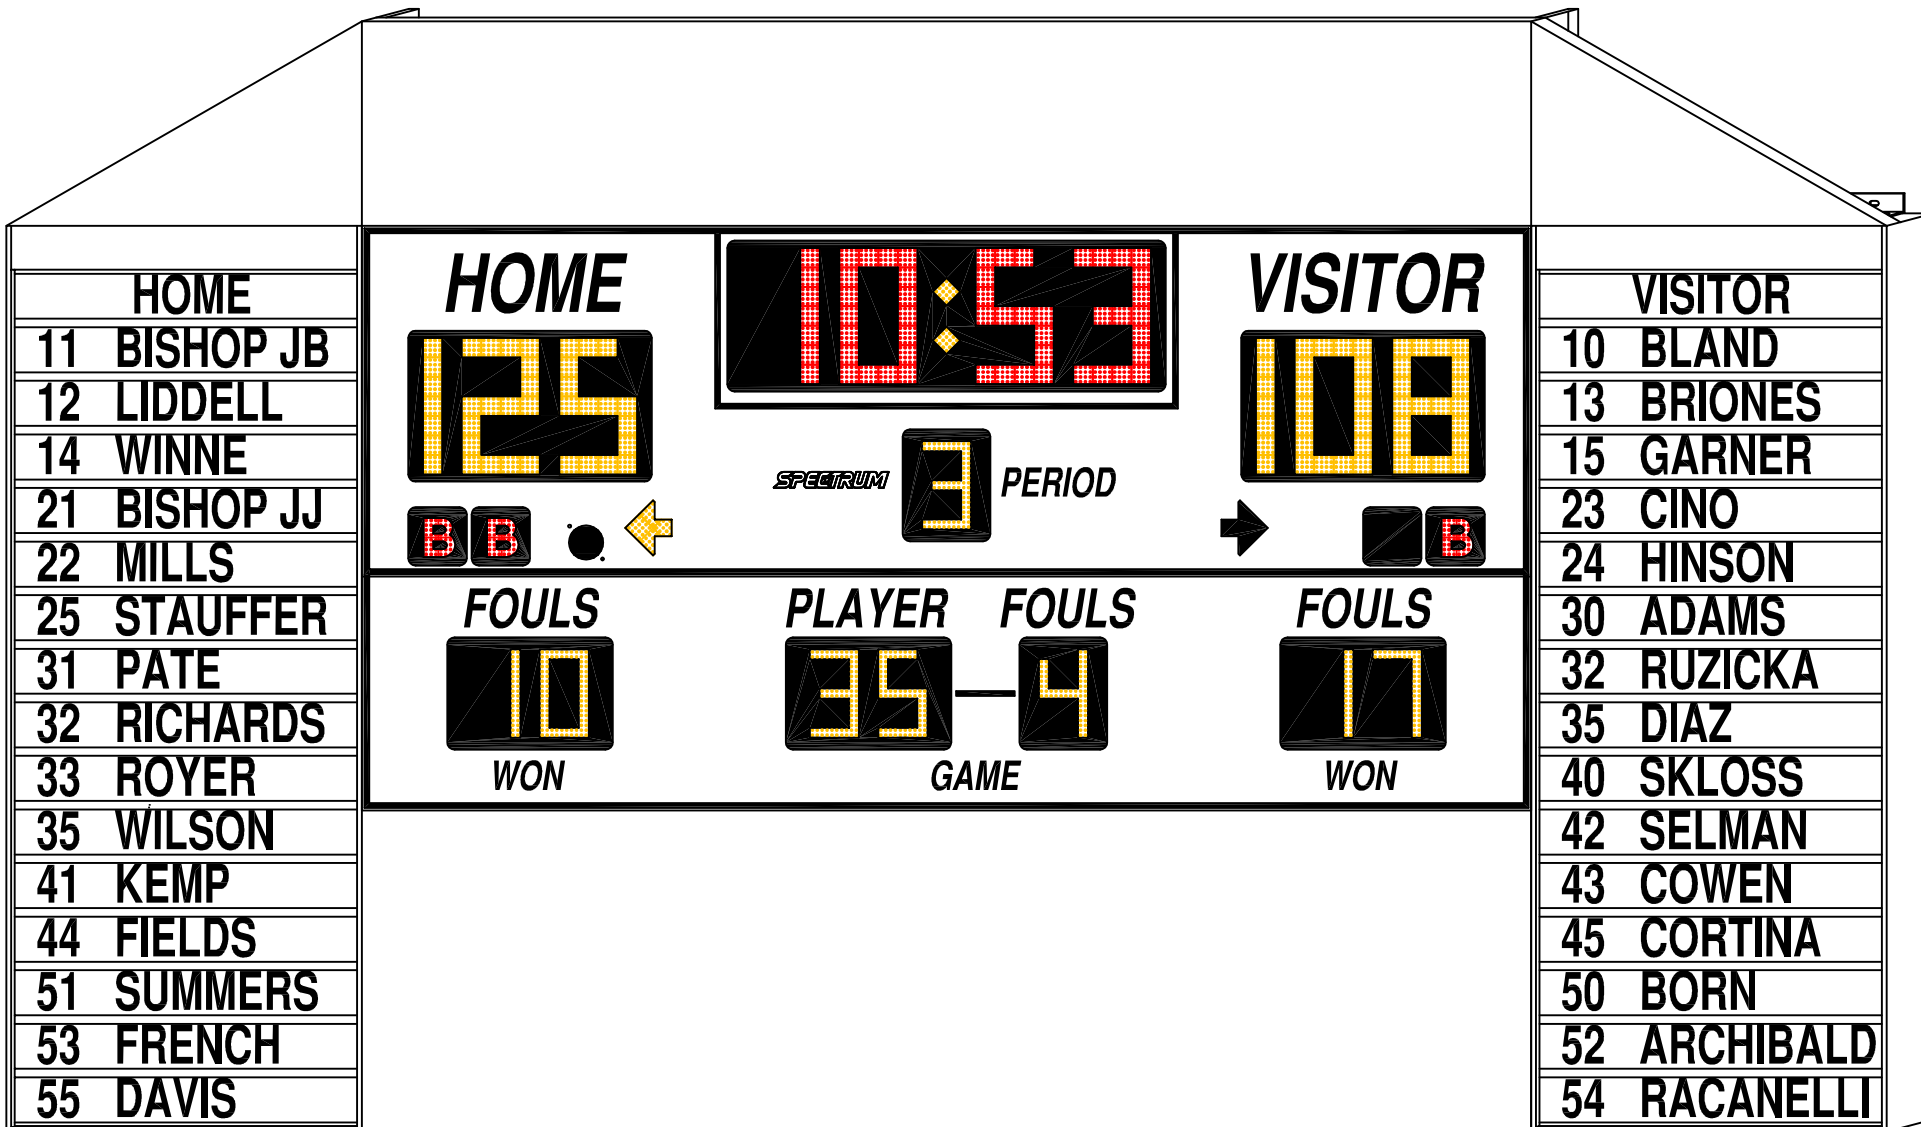 HOME
11 BISHOP JB
12 LIDDELL
14 WINNE
21 BISHOP JJ
22 MILLS
25 STAUFFER
31 PATE
32 RICHARDS
33 ROYER
35 WILSON
41 KEMP
44 FIELDS
51 SUMMERS
53 FRENCH
55 DAVIS
HOME 10:53 VISITOR
125 108
SPECTRUM 3 PERIOD
B B B
FOULS PLAYER FOULS FOULS
10 35-4 17
WON GAME WON
VISITOR
10 BLAND
13 BRIONES
15 GARNER
23 CINO
24 HINSON
30 ADAMS
32 RUZICKA
35 DIAZ
40 SKLOSS
42 SELMAN
43 COWEN
45 CORTINA
50 BORN
52 ARCHIBALD
54 RACANELLI